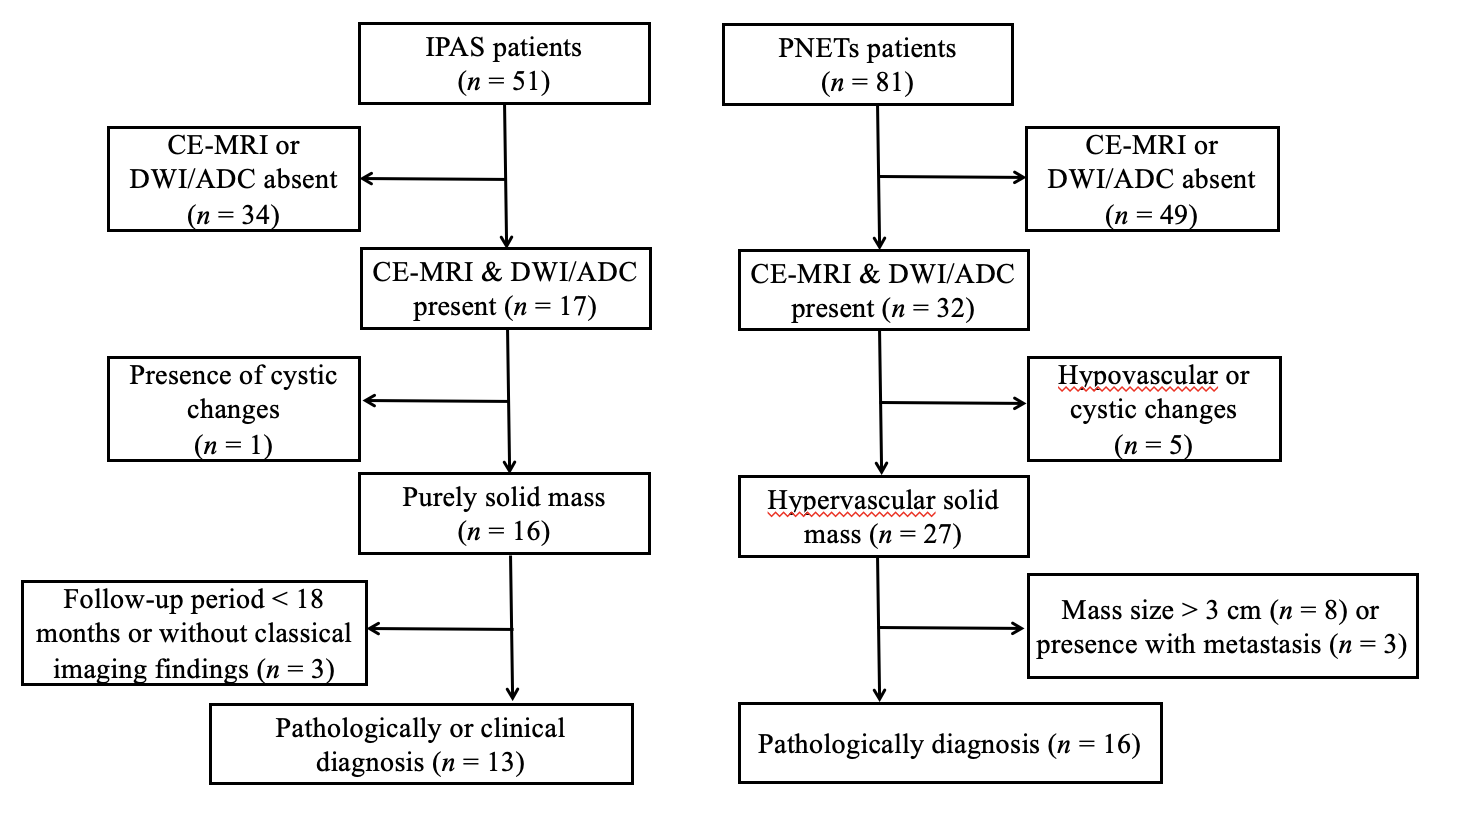 IPAS patients
(n = 51)
CE-MRI or
DWI/ADC absent
(n = 34)
CE-MRI & DWI/ADC
present (n = 17)
Presence of cystic
changes
(n = 1)
Purely solid mass
(n = 16)
Follow-up period < 18
months or without classical
imaging findings (n = 3)
Pathologically or clinical
diagnosis (n = 13)
PNETs patients
(n = 81)
CE-MRI or
DWI/ADC absent
(n = 49)
CE-MRI & DWI/ADC
present (n = 32)
Hypovascular or
cystic changes
(n = 5)
Hypervascular solid
mass (n = 27)
Mass size > 3 cm (n = 8) or
presence with metastasis (n = 3)
Pathologically diagnosis (n = 16)